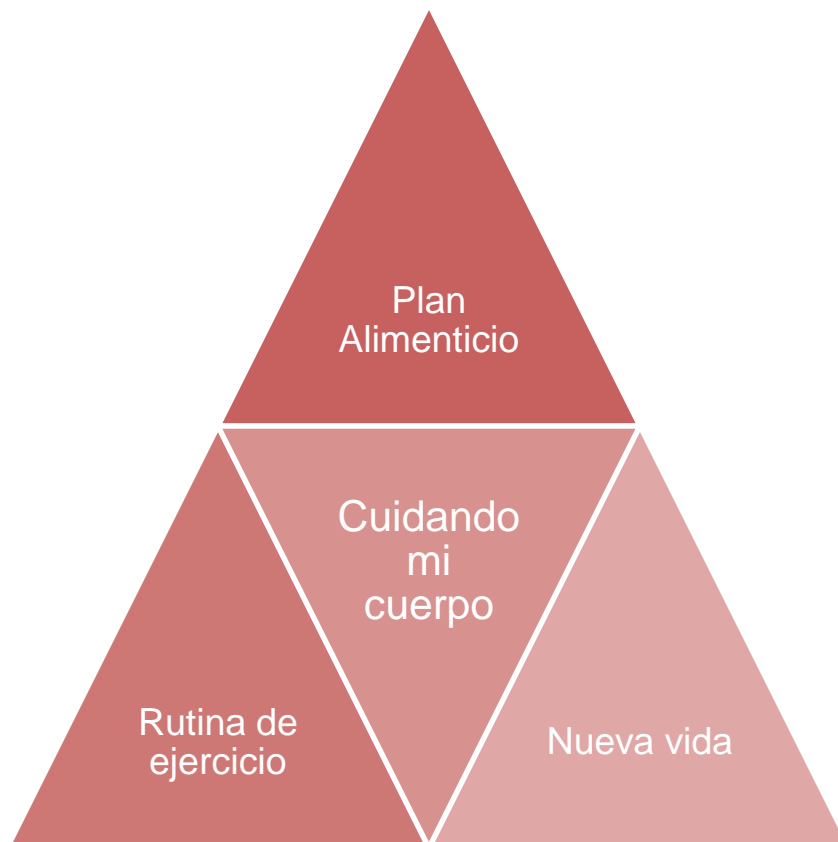 Plan
Alimenticio
Cuidando
mi
cuerpo
Rutina de
ejercicio
Nueva vida